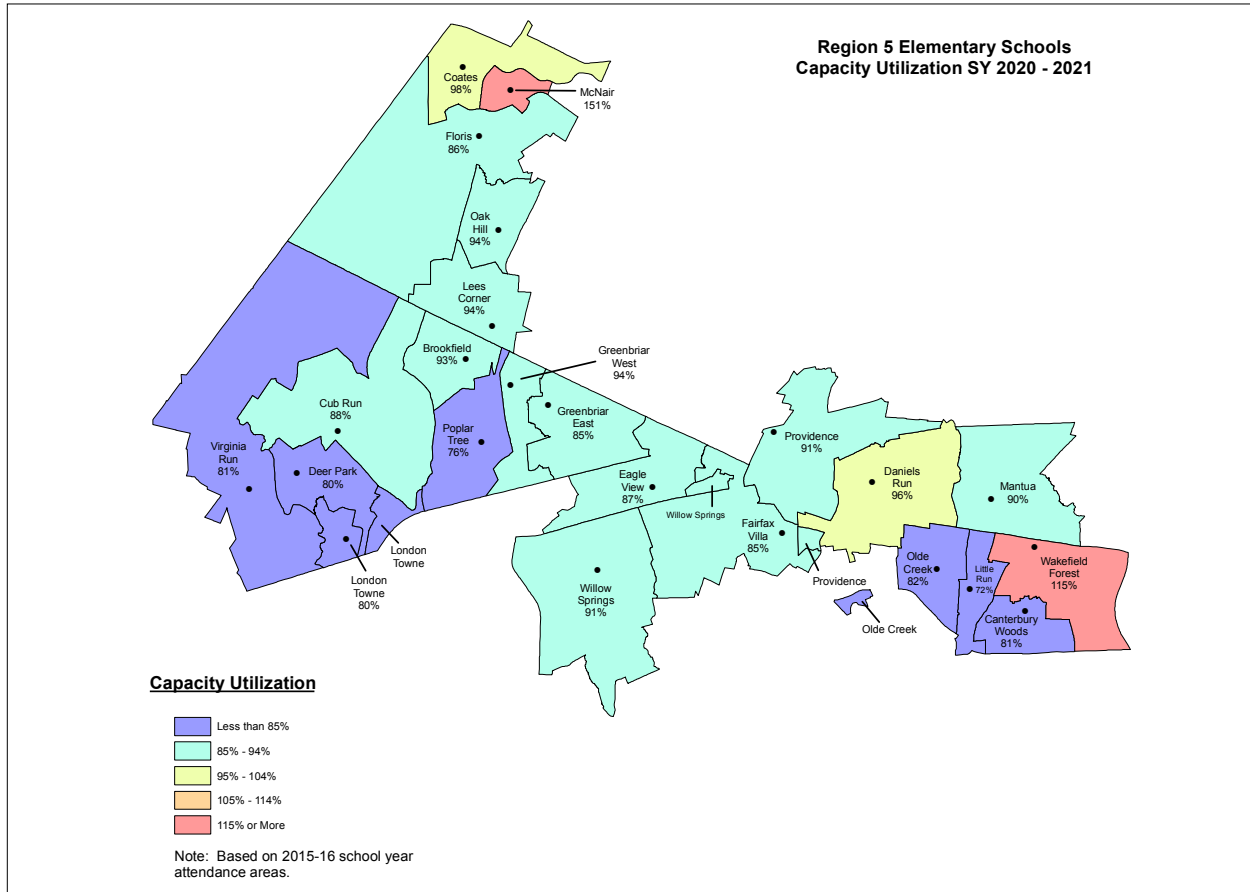 Region 5 Elementary Schools
Capacity Utilization SY 2020 - 2021
Coates
98%
McNair
151%
Floris
86%
Oak
Hill
94%
Lees
Corner
94%
Brookfield
93%
Greenbriar
West
94%
Cub Run
88%
Poplar
Tree
76%
Greenbriar
East
85%
Virginia
Run
81%
Deer Park
80%
London
Towne
80%
London
Towne
Eagle
View
87%
Willow Springs
Providence
91%
Daniels
Run
96%
Mantua
90%
Fairfax
Villa
85%
Providence
Willow
Springs
91%
Olde
Creek
82%
Little
Run
72%
Wakefield
Forest
115%
Canterbury
Woods
81%
Olde Creek
Capacity Utilization
Less than 85%
85% - 94%
95% - 104%
105% - 114%
115% or More
Note: Based on 2015-16 school year
attendance areas.